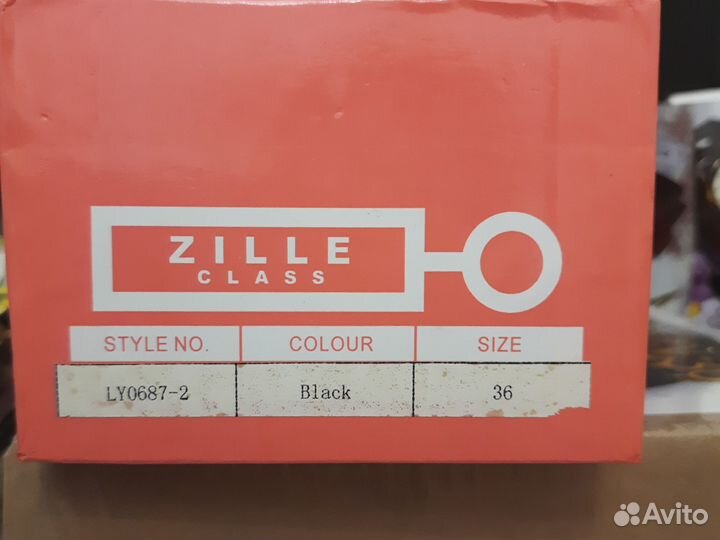 ZILLE
CLASS
STYLE NO. COLOUR SIZE
LY0687-2 Black 36
Avito